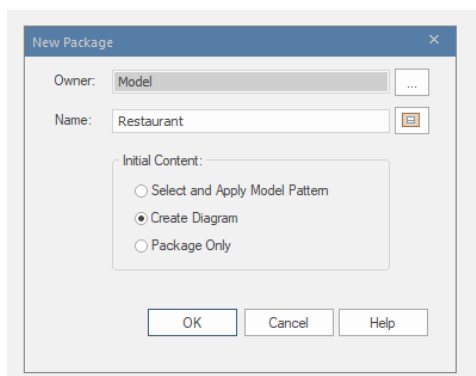 New Package
Owner: Model ...
Name: Restaurant
Initial Content:
Select and Apply Model Pattern
Create Diagram
Package Only
OK Cancel Help